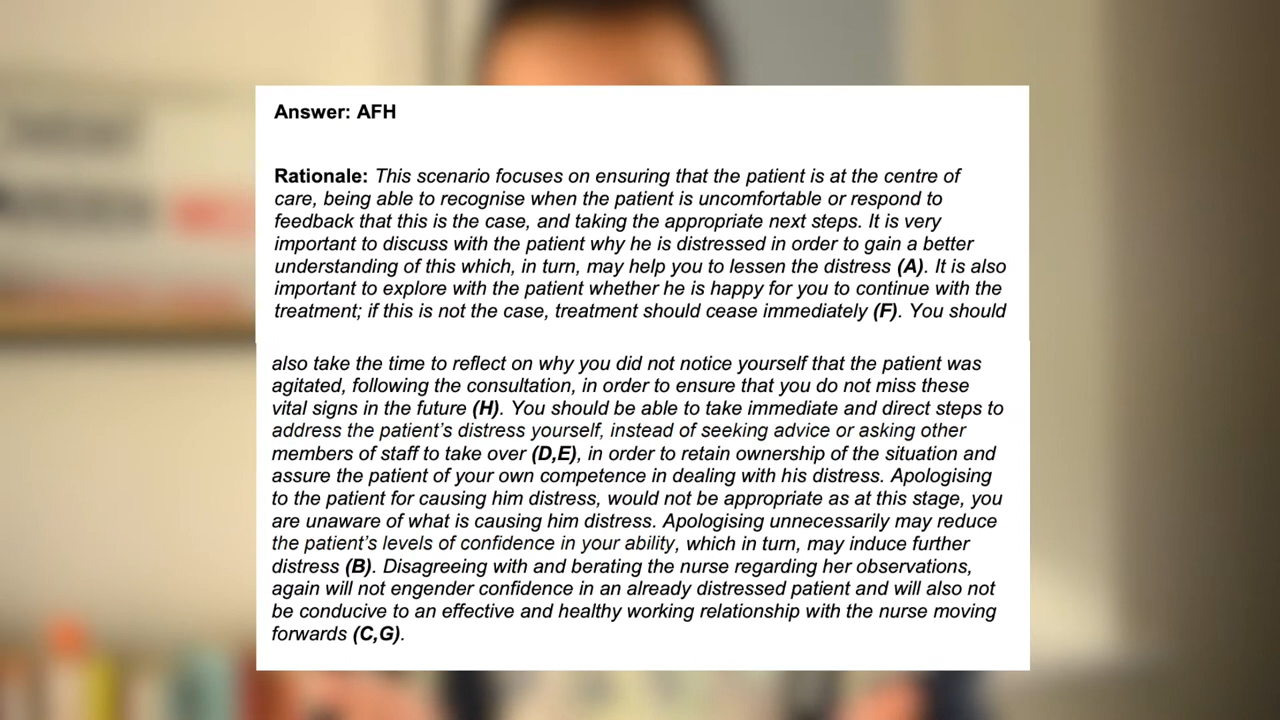 Answer: AFH
Rationale: This scenario focuses on ensuring that the patient is at the centre of
care, being able to recognise when the patient is uncomfortable or respond to
feedback that this is the case, and taking the appropriate next steps. It is very
important to discuss with the patient why he is distressed in order to gain a better
understanding of this which, in turn, may help you to lessen the distress (A). It is also
important to explore with the patient whether he is happy for you to continue with the
treatment; if this is not the case, treatment should cease immediately (F). You should
also take the time to reflect on why you did not notice yourself that the patient was
agitated, following the consultation, in order to ensure that you do not miss these
vital signs in the future (H). You should be able to take immediate and direct steps to
address the patient's distress yourself, instead of seeking advice or asking other
members of staff to take over (D,E), in order to retain ownership of the situation and
assure the patient of your own competence in dealing with his distress. Apologising
to the patient for causing him distress, would not be appropriate as at this stage, you
are unaware of what is causing him distress. Apologising unnecessarily may reduce
the patient's levels of confidence in your ability, which in turn, may induce further
distress (B). Disagreeing with and berating the nurse regarding her observations,
again will not engender confidence in an already distressed patient and will also not
be conducive to an effective and healthy working relationship with the nurse moving
forwards (C,G).